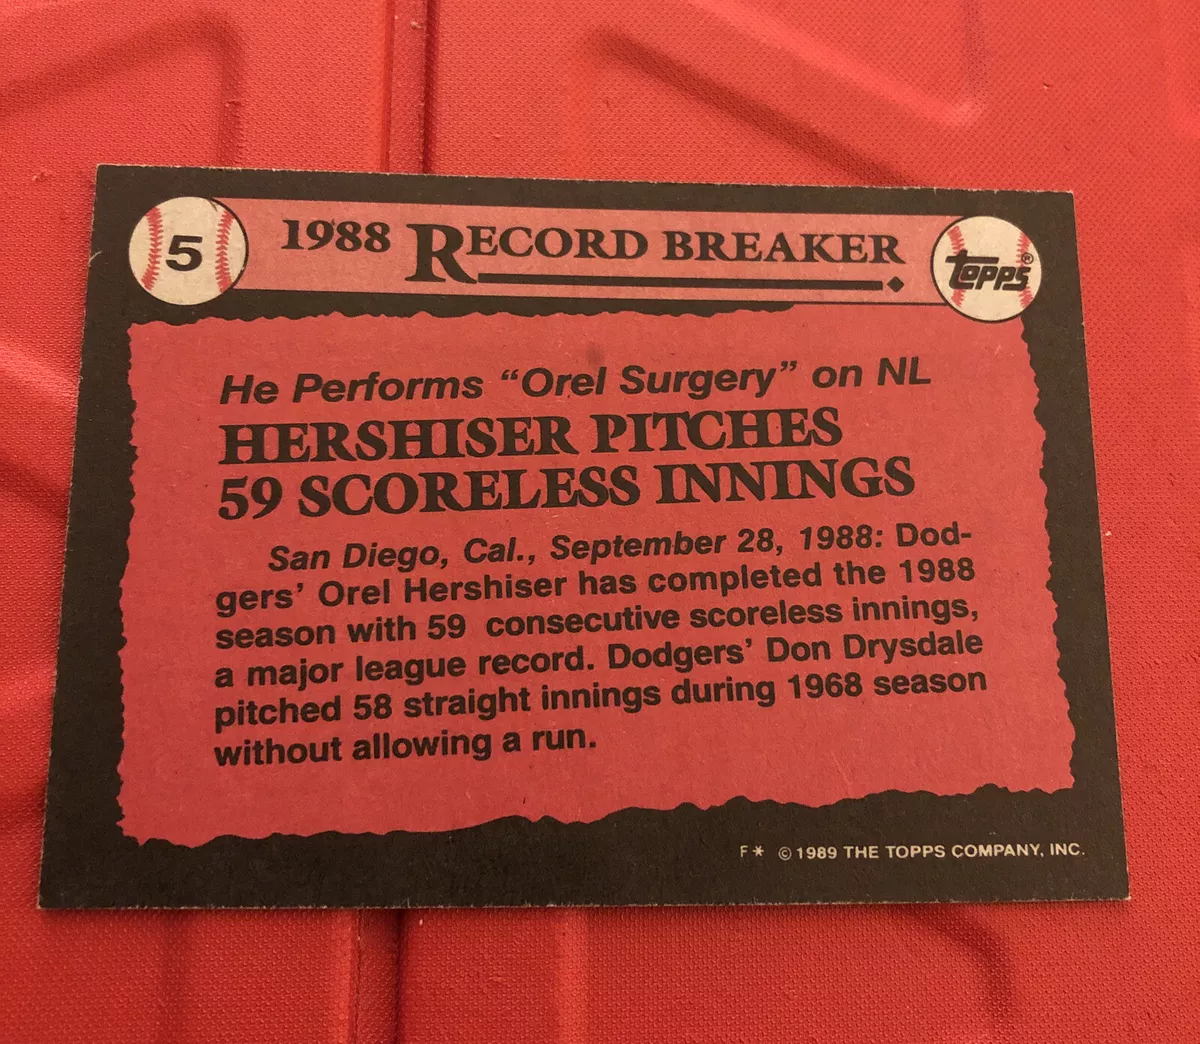 5
1988 RECORD BREAKER
TOPPS®
He Performs “Orel Surgery” on NL
HERSHISER PITCHES
59 SCORELESS INNINGS
San Diego, Cal., September 28, 1988: Dod-
gers’ Orel Hershiser has completed the 1988
season with 59 consecutive scoreless innings,
a major league record. Dodgers’ Don Drysdale
pitched 58 straight innings during 1968 season
without allowing a run.
F* © 1989 THE TOPPS COMPANY, INC.